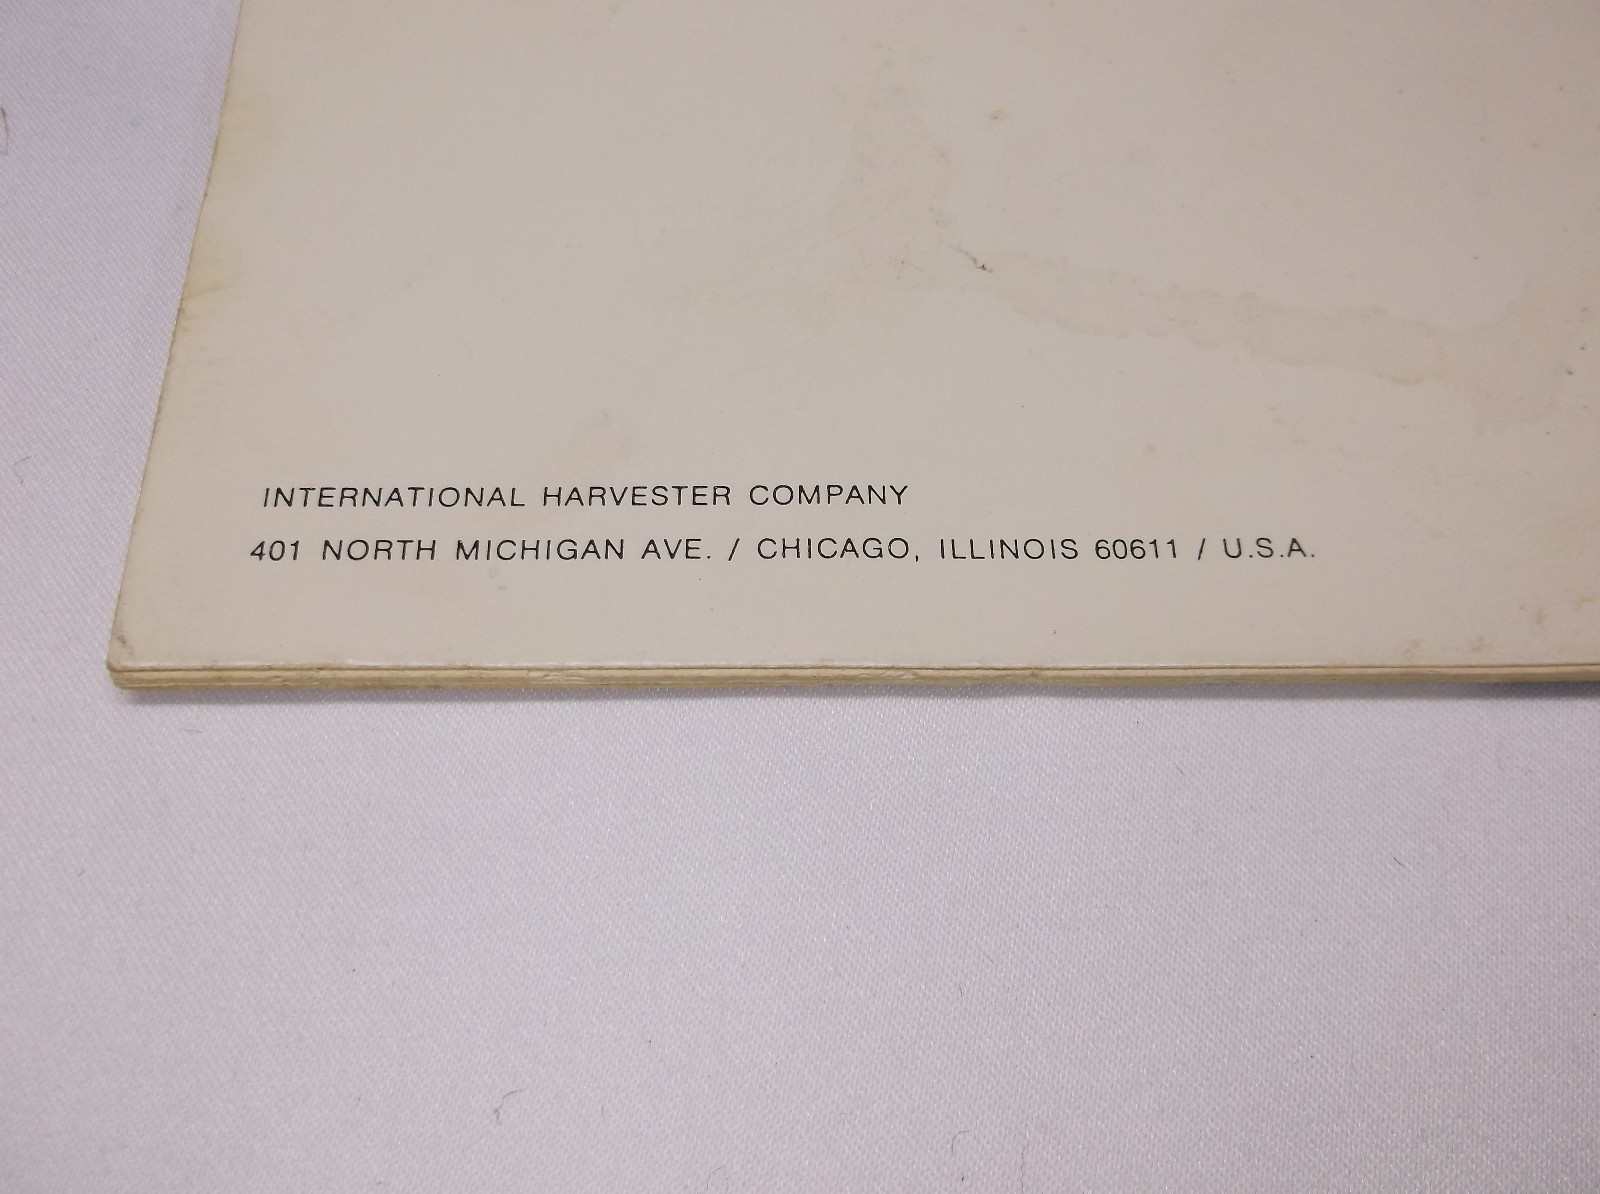 INTERNATIONAL HARVESTER COMPANY
401 NORTH MICHIGAN AVE. / CHICAGO, ILLINOIS 60611 / U.S.A.